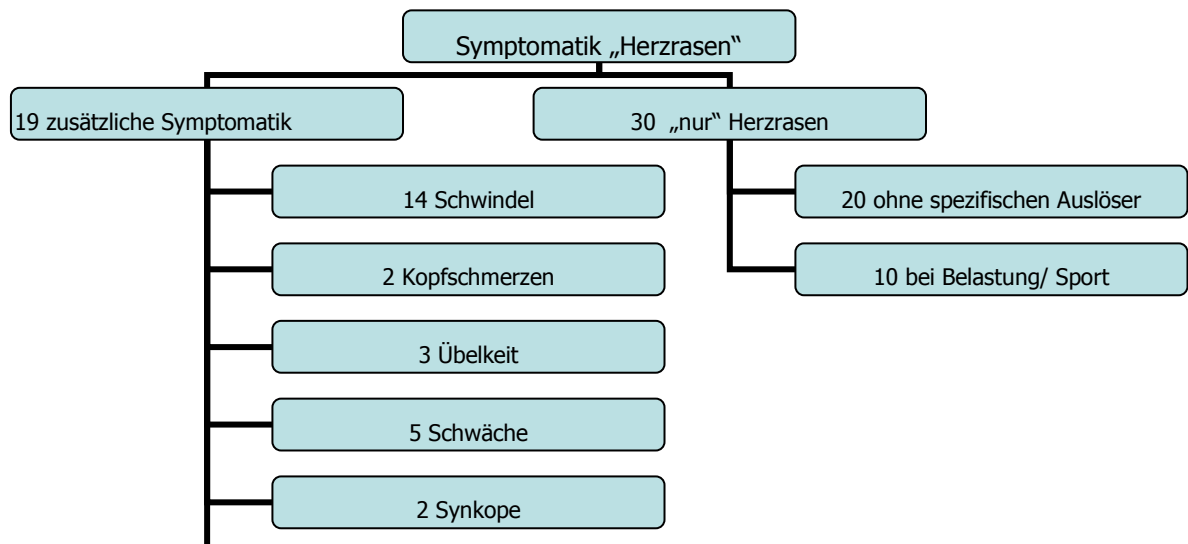 Symptomatik „Herzrasen“
19 zusätzliche Symptomatik
30 „nur“ Herzrasen
14 Schwindel
20 ohne spezifischen Auslöser
2 Kopfschmerzen
10 bei Belastung/ Sport
3 Übelkeit
5 Schwäche
2 Synkope